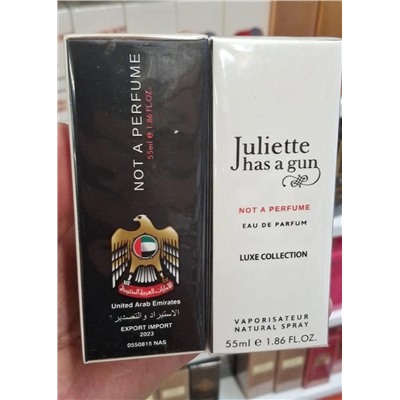 NOT A PERFUME
55ml e 1.86 FL.OZ.
United Arab Emirates
الاستيراد والتصدير؟
EXPORT IMPORT
2023
0550815 NAS
Juliette
has a gun
NOT A PERFUME
EAU DE PARFUM
LUXE COLLECTION
VAPORISATEUR
NATURAL SPRAY
55ml e 1.86 FL.OZ.